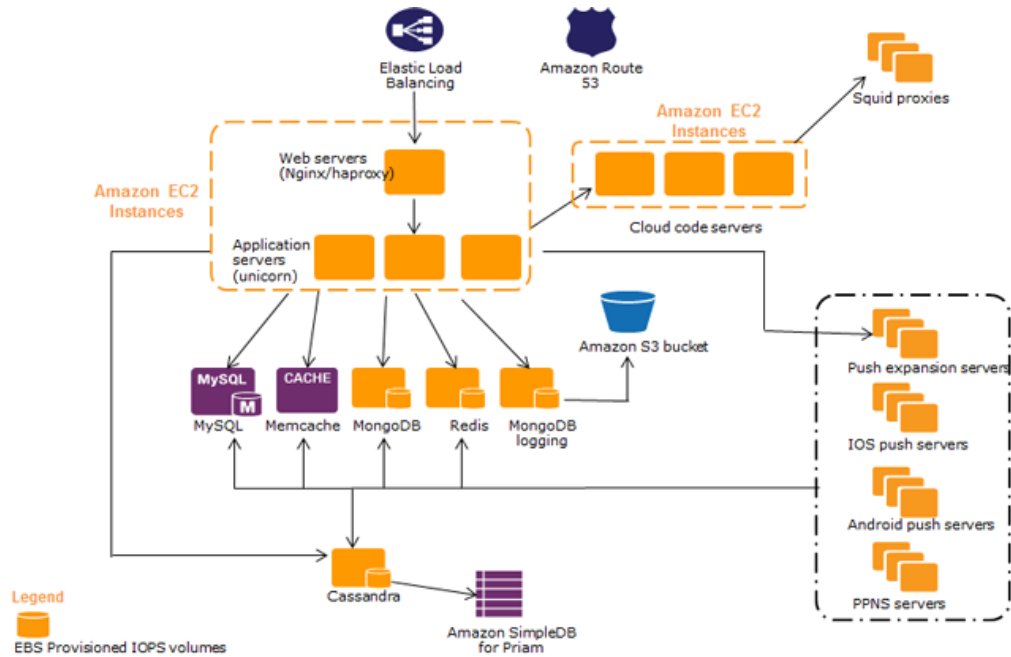 Elastic Load
Balancing
Amazon Route
53
Squid proxies
Amazon EC2
Instances
Web servers
(Nginx/haproxy)
Amazon EC2
Instances
Cloud code servers
Application
servers
(unicorn)
Amazon S3 bucket
Push expansion servers
MySQL
M
MySQL
CACHE
Memcache
MongoDB
Redis
MongoDB
logging
IOS push servers
Android push servers
PPNS servers
Cassandra
Amazon SimpleDB
for Priam
Legend
EBS Provisioned IOPS volumes